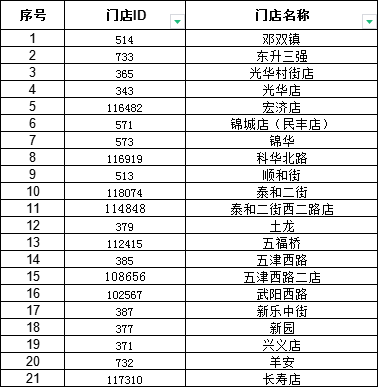 序号 门店ID 门店名称
1 514 邓双镇
2 733 东升三强
3 365 光华村街店
4 343 光华店
5 116482 宏济店
6 571 锦城店（民丰店）
7 573 锦华
8 116919 科华北路
9 513 顺和街
10 118074 泰和二街
11 114848 泰和二街西二路店
12 379 土龙
13 112415 五福桥
14 385 五津西路
15 108656 五津西路二店
16 102567 武阳西路
17 387 新乐中街
18 377 新园
19 371 兴义店
20 732 羊安
21 117310 长寿店